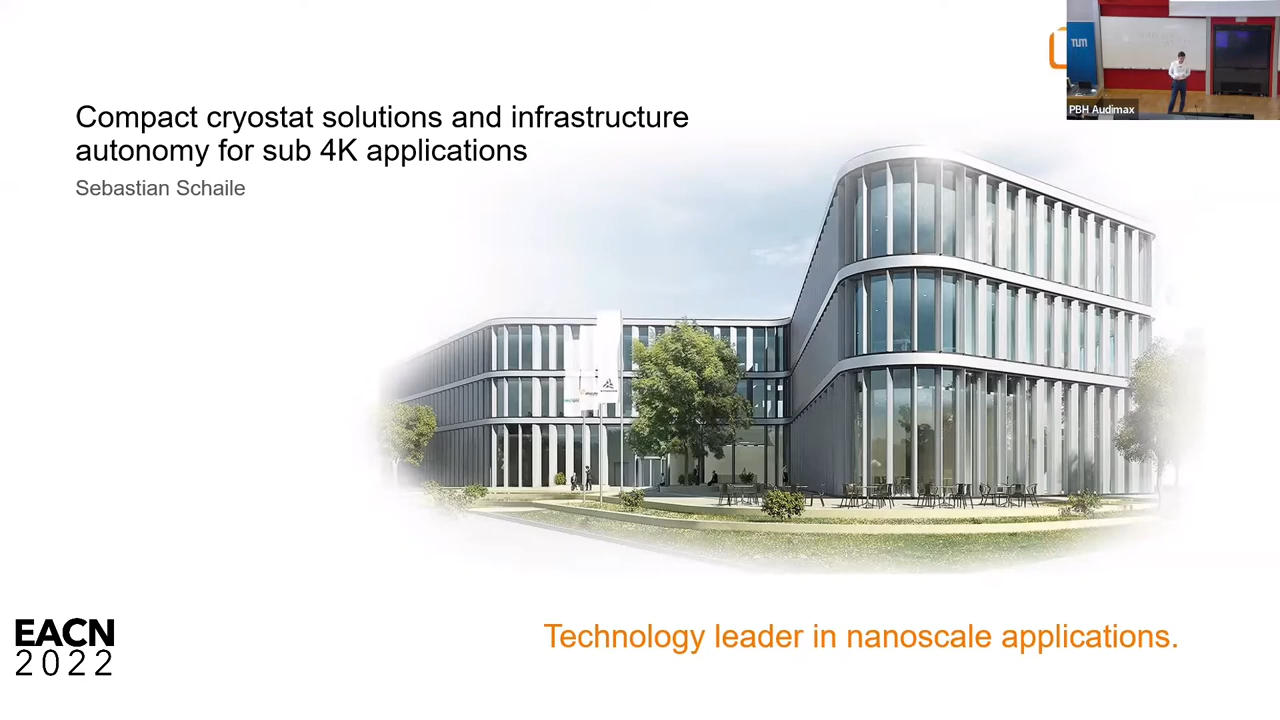 Compact cryostat solutions and infrastructure
autonomy for sub 4K applications
Sebastian Schaile
TUM
PBH Audimax
EACN
2022
Technology leader in nanoscale applications.